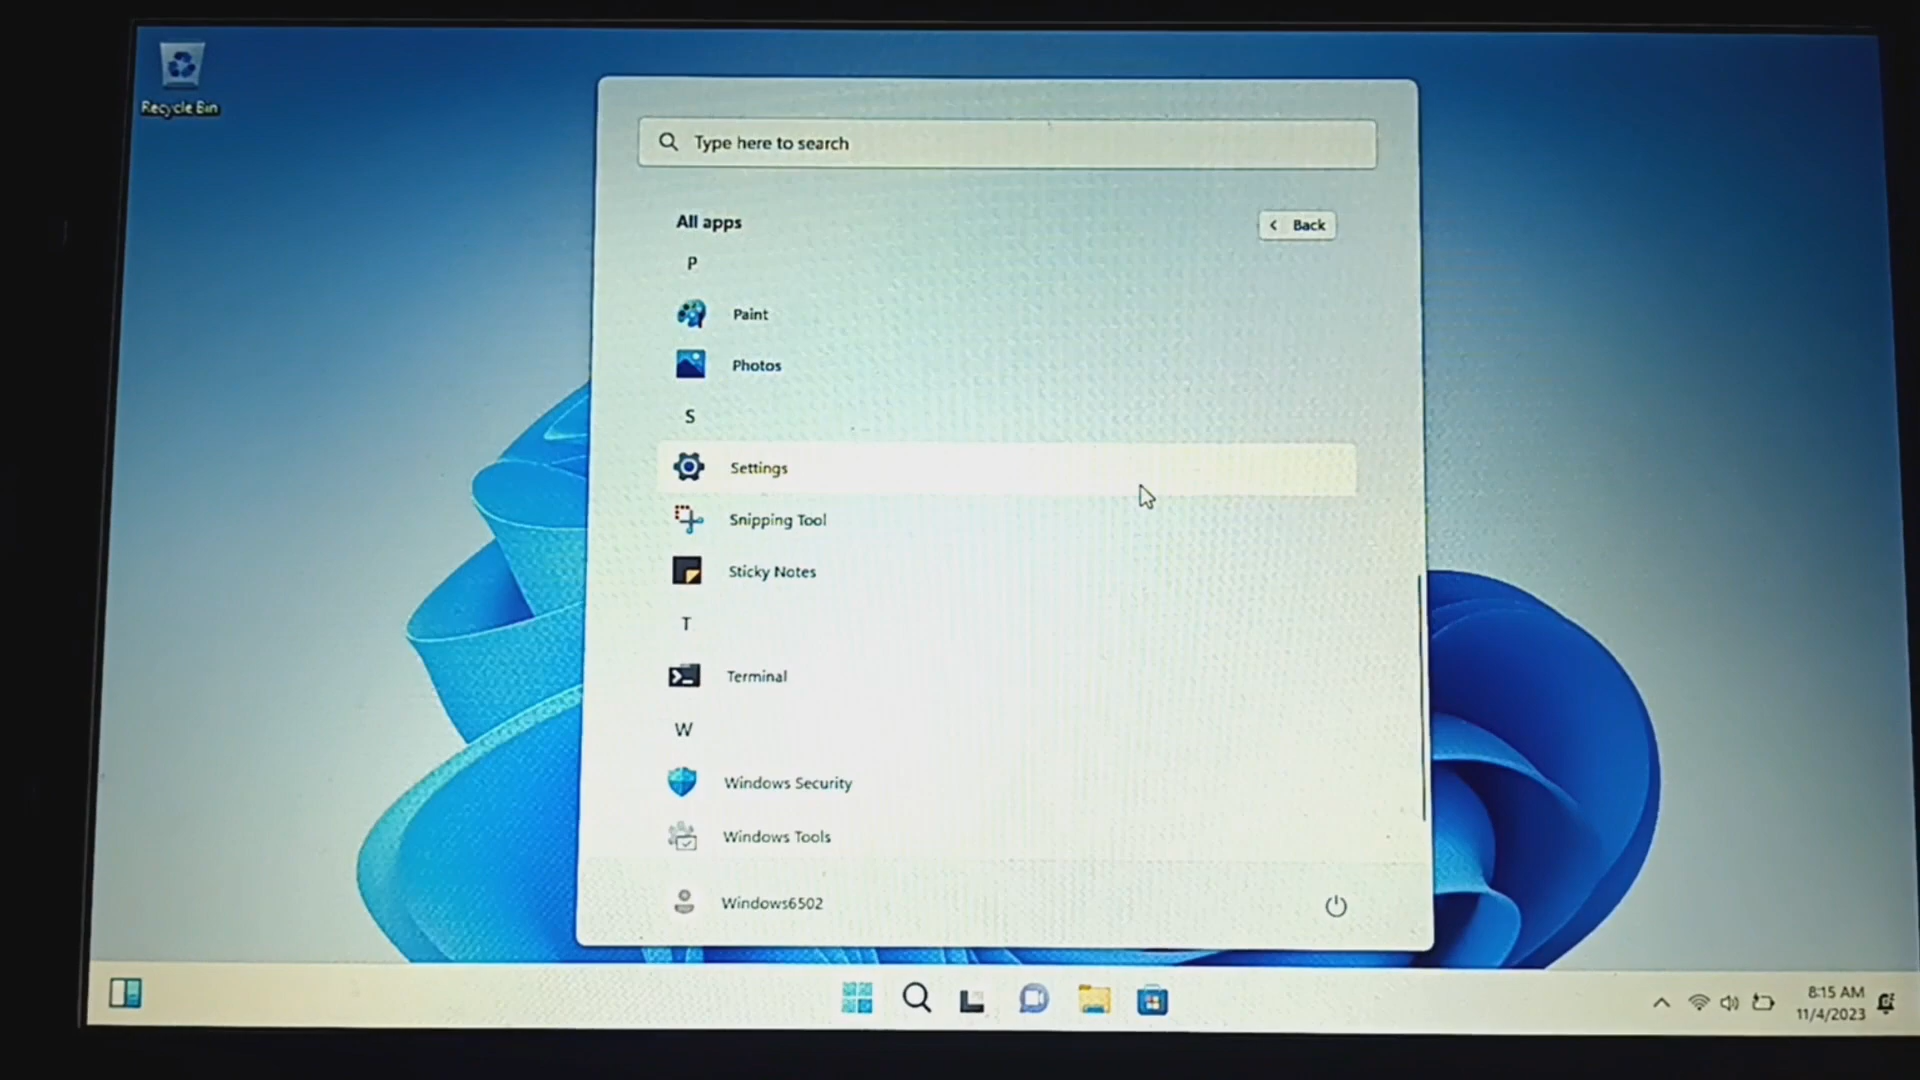 Recycle Bin
Type here to search
All apps
Back
P
Paint
Photos
S
Settings
Snipping Tool
Sticky Notes
T
Terminal
W
Windows Security
Windows Tools
Windows6502
8:15 AM
11/4/2023